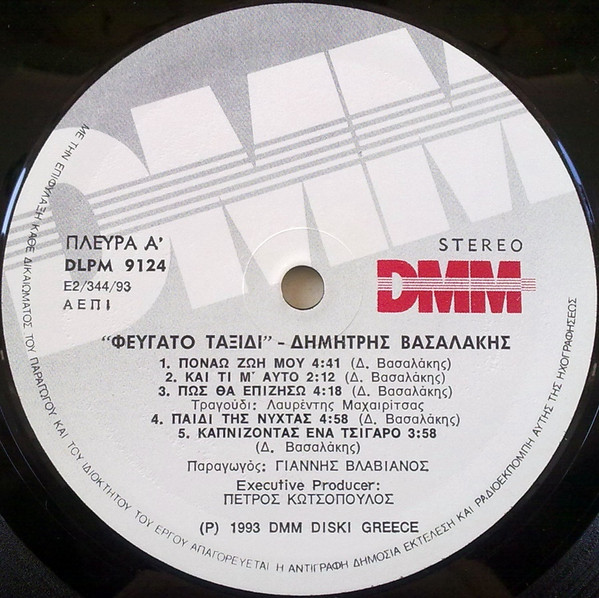 DMM
ΠΛΕΥΡΑ Α'
DLPM 9124
Ε2/344/93
ΑΕΠΙ
STEREO
DMM
"ΦΕΥΓΑΤΟ ΤΑΞΙΔΙ" - ΔΗΜΗΤΡΗΣ ΒΑΣΑΛΑΚΗΣ
1. ΠΟΝΑΩ ΖΩΗ ΜΟΥ 4:41 (Δ. Βασαλάκης)
2. ΚΑΙ ΤΙ Μ' ΑΥΤΟ 2:12 (Δ. Βασαλάκης)
3. ΠΩΣ ΘΑ ΕΠΙΖΗΣΩ 4:18 (Δ. Βασαλάκης)
Τραγούδι: Λαυρέντης Μαχαιρίτσας
4. ΠΑΙΔΙ ΤΗΣ ΝΥΧΤΑΣ 4:58 (Δ. Βασαλάκης)
5. ΚΑΠΝΙΖΟΝΤΑΣ ΕΝΑ ΤΣΙΓΑΡΟ 3:58
(Δ. Βασαλάκης)
Παραγωγός: ΓΙΑΝΝΗΣ ΒΛΑΒΙΑΝΟΣ
Executive Producer:
ΠΕΤΡΟΣ ΚΩΤΣΟΠΟΥΛΟΣ
(P) 1993 DMM DISKI GREECE
ΜΕ ΤΗΝ ΕΠΙΦΥΛΑΞΗ ΚΑΘΕ ΔΙΚΑΙΩΜΑΤΟΣ ΤΟΥ ΠΑΡΑΓΩΓΟΥ ΚΑΙ ΤΟΥ ΙΔΙΟΚΤΗΤΟΥ ΤΟΥ ΕΡΓΟΥ ΑΠΑΓΟΡΕΥΕΤΑΙ Η ΑΝΤΙΓΡΑΦΗ ΔΗΜΟΣΙΑ ΕΚΤΕΛΕΣΗ ΚΑΙ ΡΑΔΙΟΕΚΠΟΜΠΗ ΑΥΤΗΣ ΤΗΣ ΗΧΟΓΡΑΦΗΣΕΩΣ